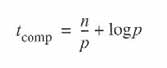 t_comp = n/p + log p